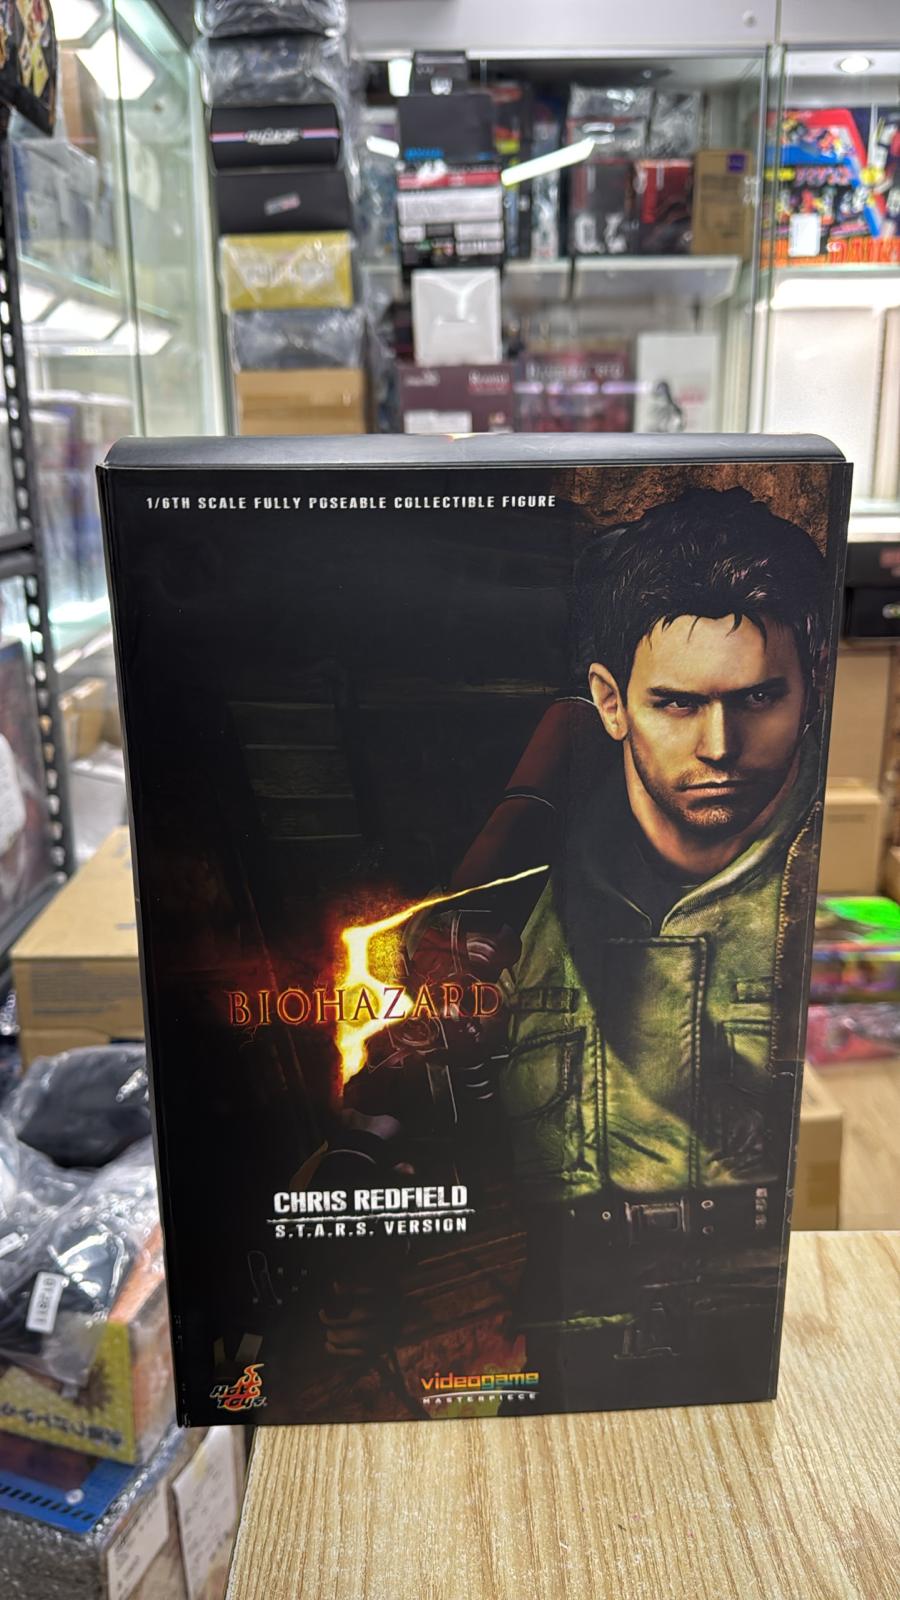 1/6TH SCALE FULLY POSEABLE COLLECTIBLE FIGURE
5
BIOHAZARD
CHRIS REDFIELD
S.T.A.R.S. VERSION
Hot Toys
videogame
MASTERPIECE